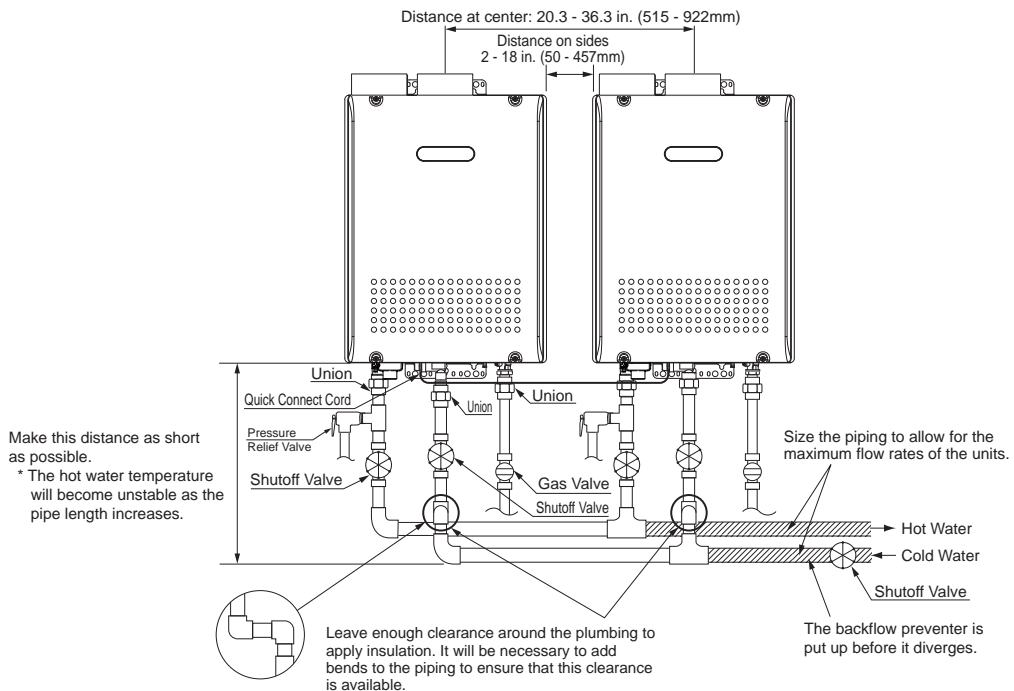 Distance at center: 20.3 - 36.3 in. (515 - 922mm)
Distance on sides
2 - 18 in. (50 - 457mm)
Union
Quick Connect Cord
Union
Union
Pressure
Relief Valve
Shutoff Valve
Gas Valve
Shutoff Valve
Make this distance as short
as possible.
* The hot water temperature
will become unstable as the
pipe length increases.
Size the piping to allow for the
maximum flow rates of the units.
Hot Water
Cold Water
Shutoff Valve
The backflow preventer is
put up before it diverges.
Leave enough clearance around the plumbing to
apply insulation. It will be necessary to add
bends to the piping to ensure that this clearance
is available.